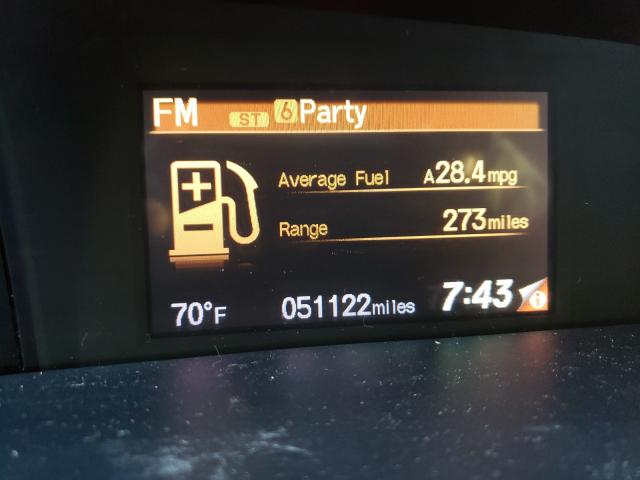 FM ST 6 Party
Average Fuel A28.4mpg
Range 273miles
70°F 051122miles 7:43 i